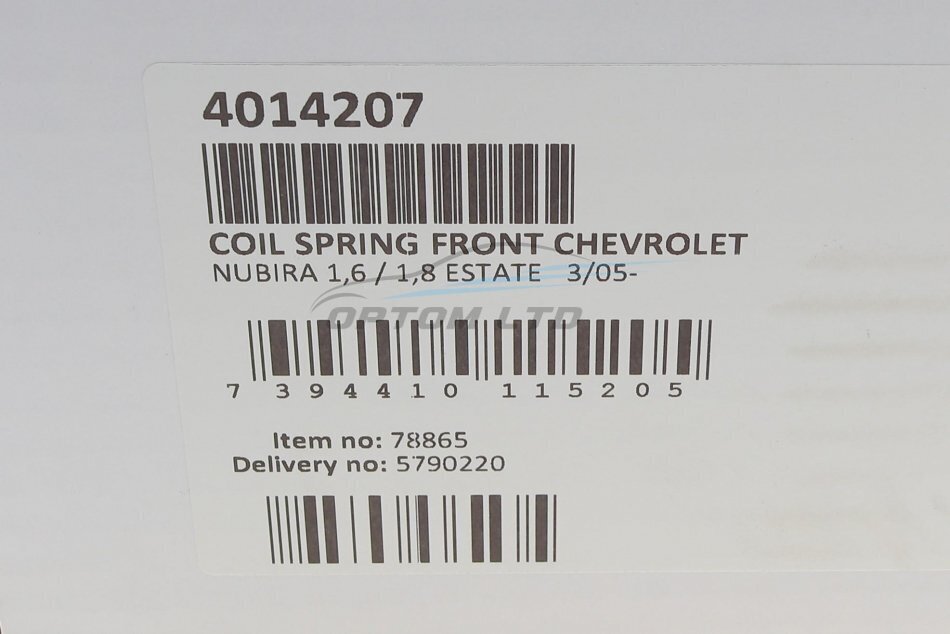 4014207
COIL SPRING FRONT CHEVROLET
NUBIRA 1,6 / 1,8 ESTATE 3/05-
OPTOM LTD
7 394410 115205
Item no: 78865
Delivery no: 5790220